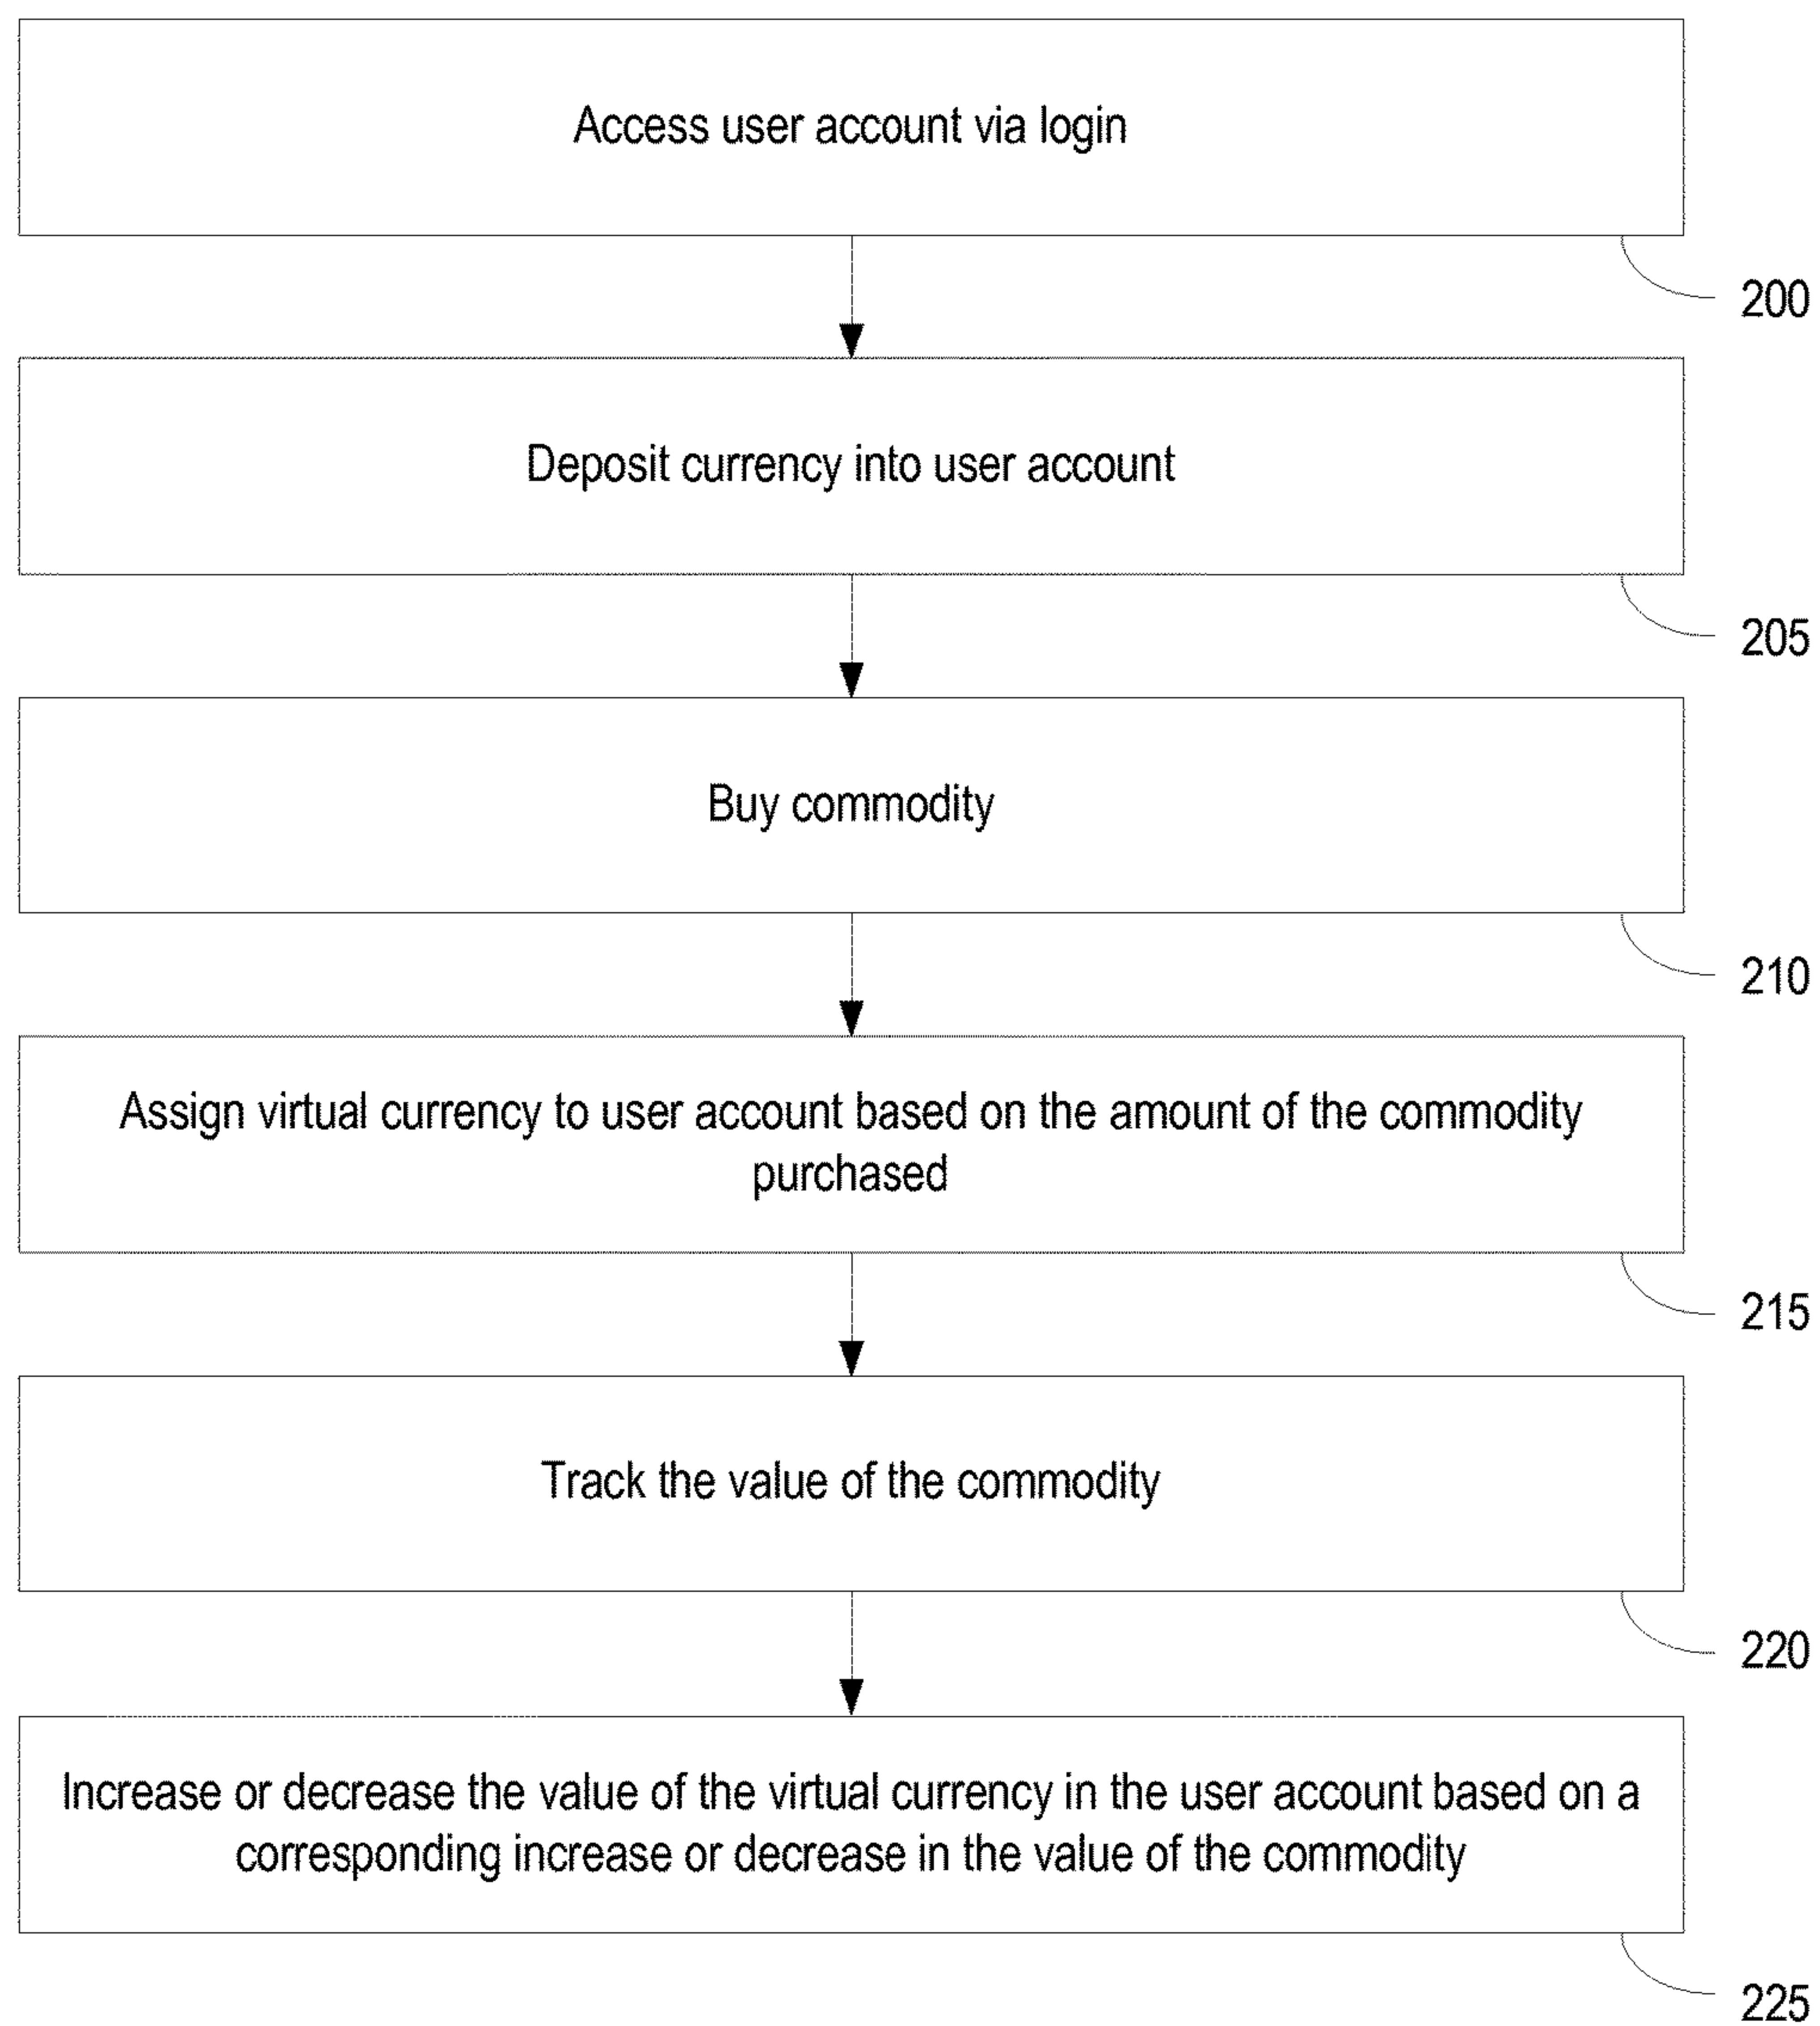 Access user account via login
200
Deposit currency into user account
205
Buy commodity
210
Assign virtual currency to user account based on the amount of the commodity
purchased
215
Track the value of the commodity
220
Increase or decrease the value of the virtual currency in the user account based on a
corresponding increase or decrease in the value of the commodity
225